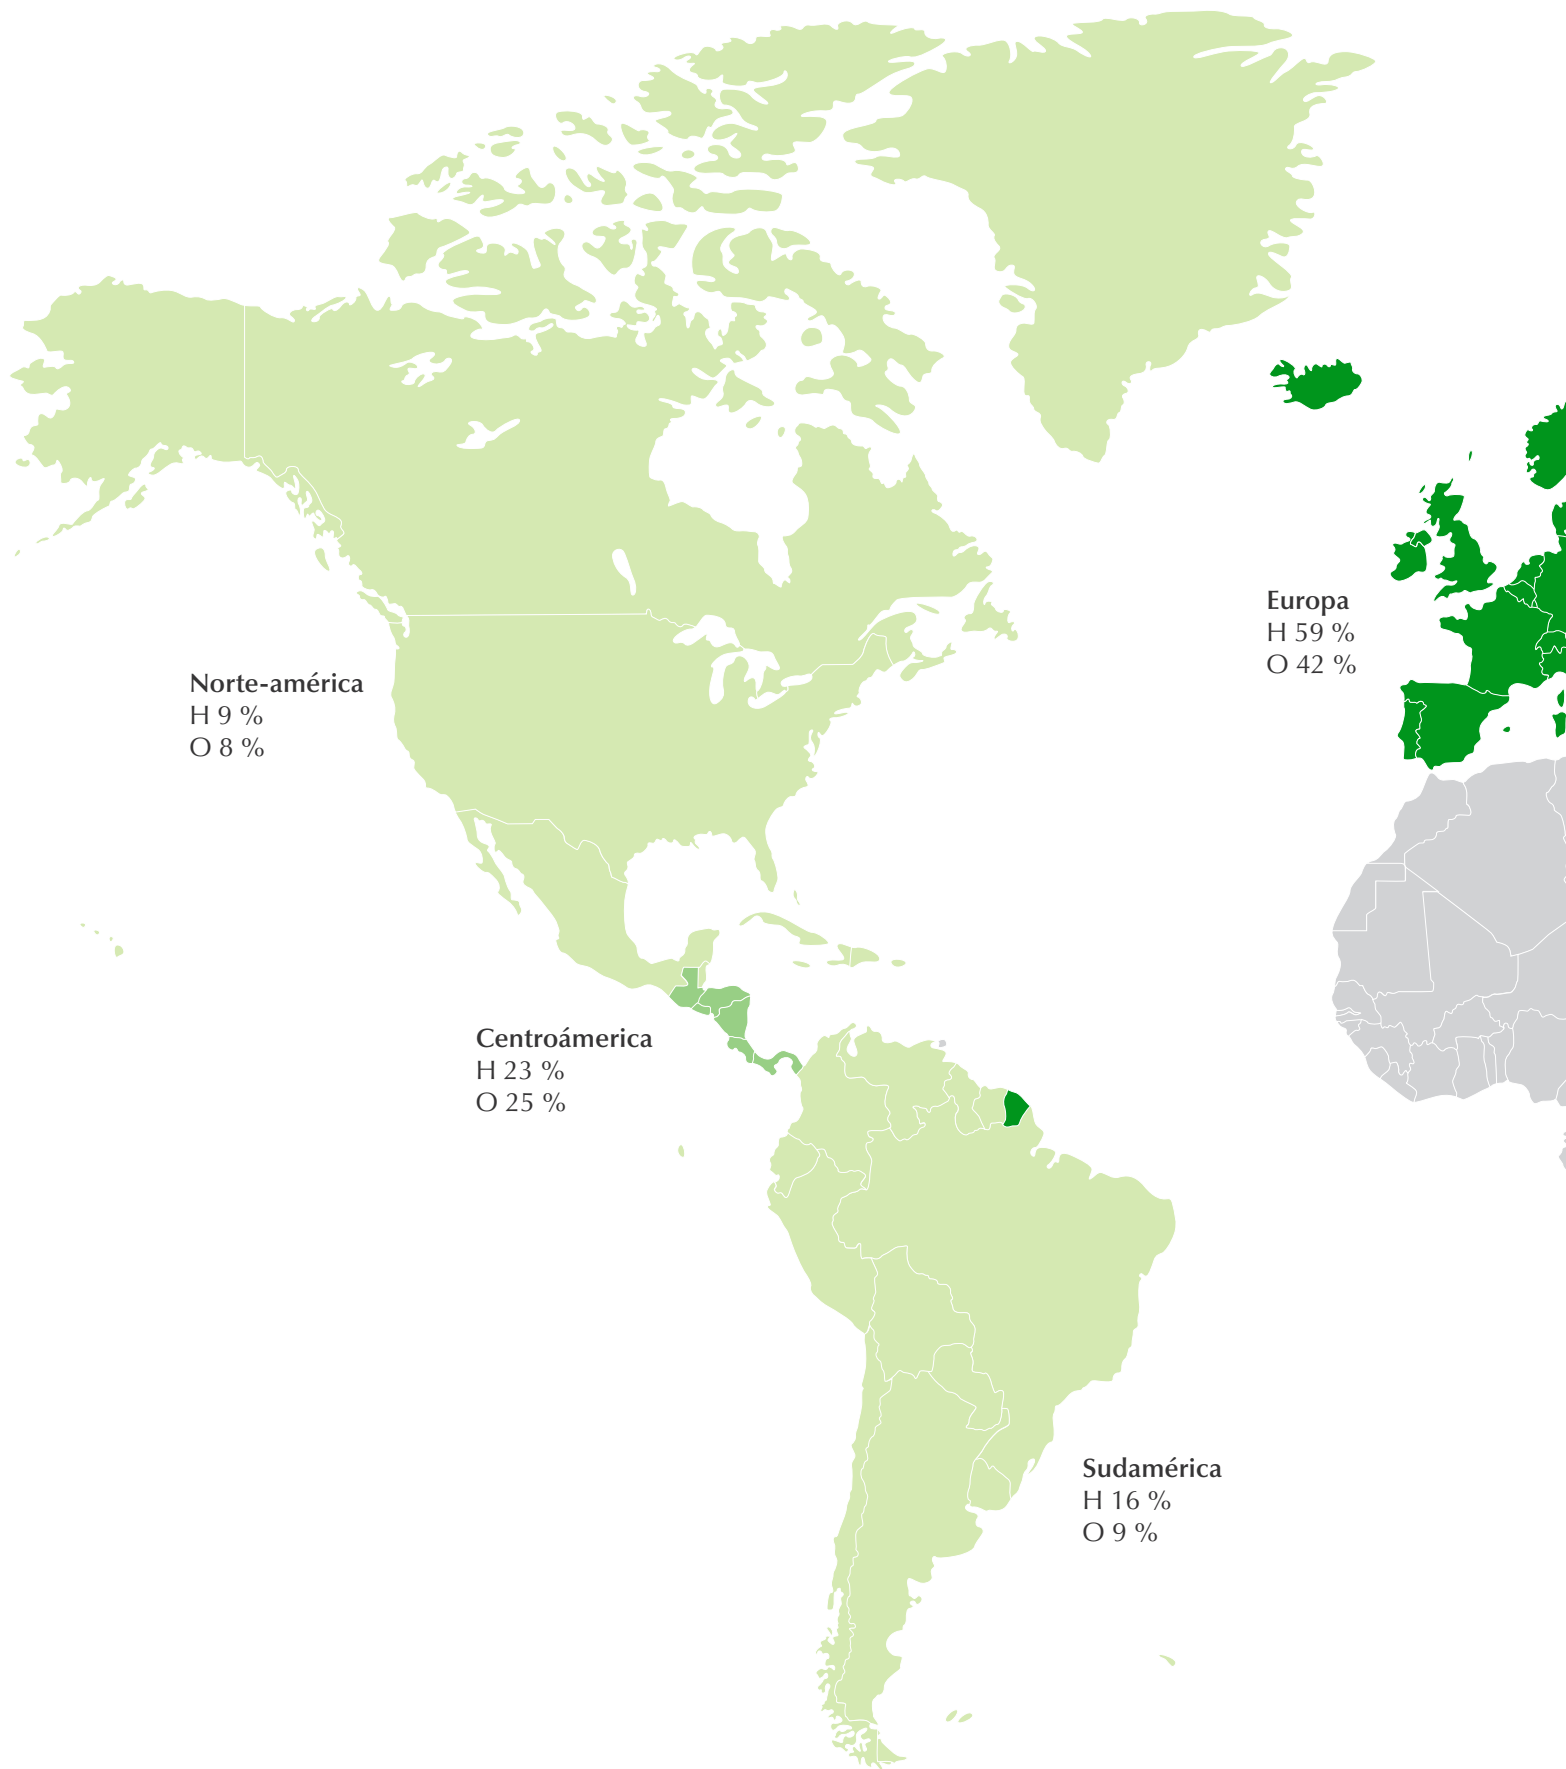 Europa
H 59 %
O 42 %
Norte-américa
H 9 %
O 8 %
Centroámerica
H 23 %
O 25 %
Sudamérica
H 16 %
O 9 %